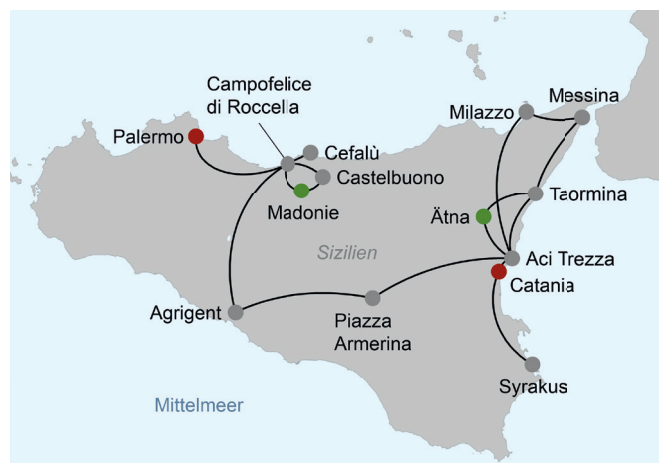 Campofelice
di Roccella
Messina
Milazzo
Palermo
Cefalù
Castelbuono
Taormina
Madonie
Ätna
Sizilien
Aci Trezza
Catania
Agrigent
Piazza
Armerina
Syrakus
Mittelmeer